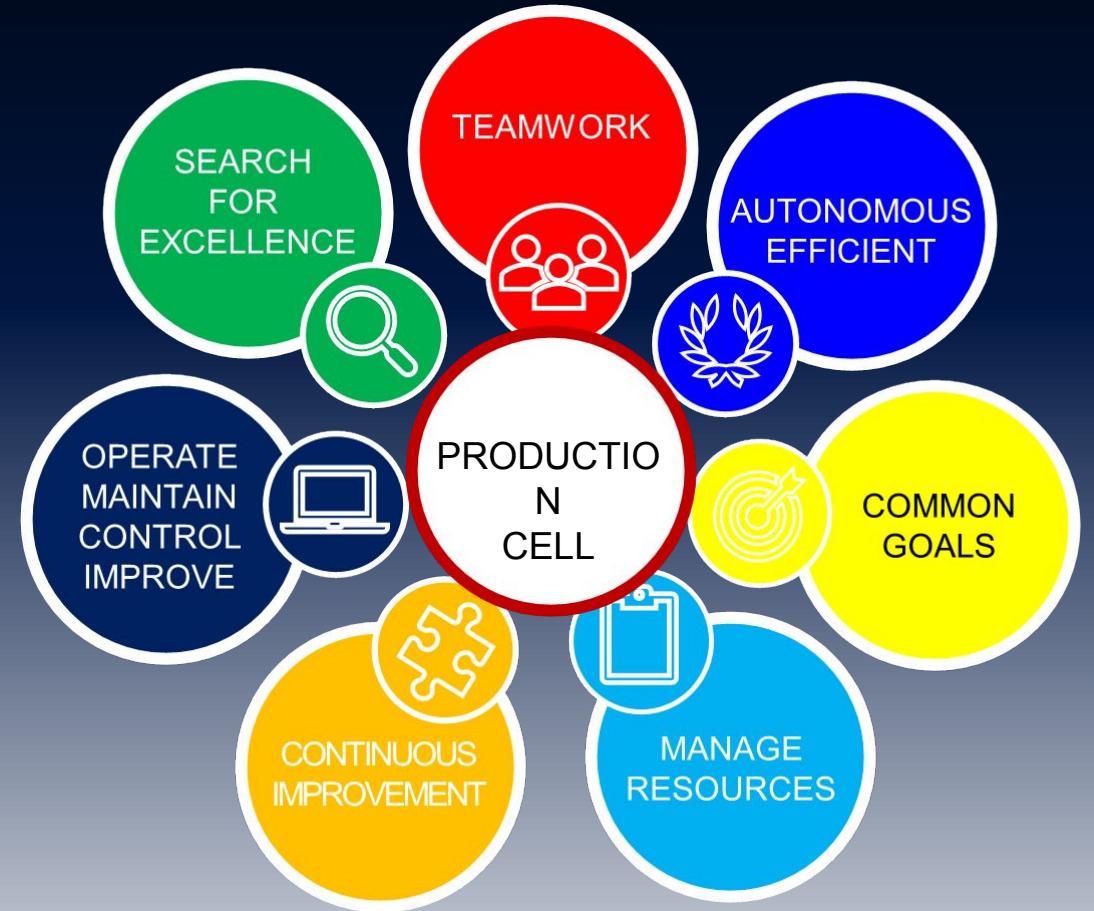 TEAMWORK
AUTONOMOUS
EFFICIENT
COMMON
GOALS
MANAGE
RESOURCES
CONTINUOUS
IMPROVEMENT
OPERATE
MAINTAIN
CONTROL
IMPROVE
SEARCH
FOR
EXCELLENCE
PRODUCTIO
N
CELL